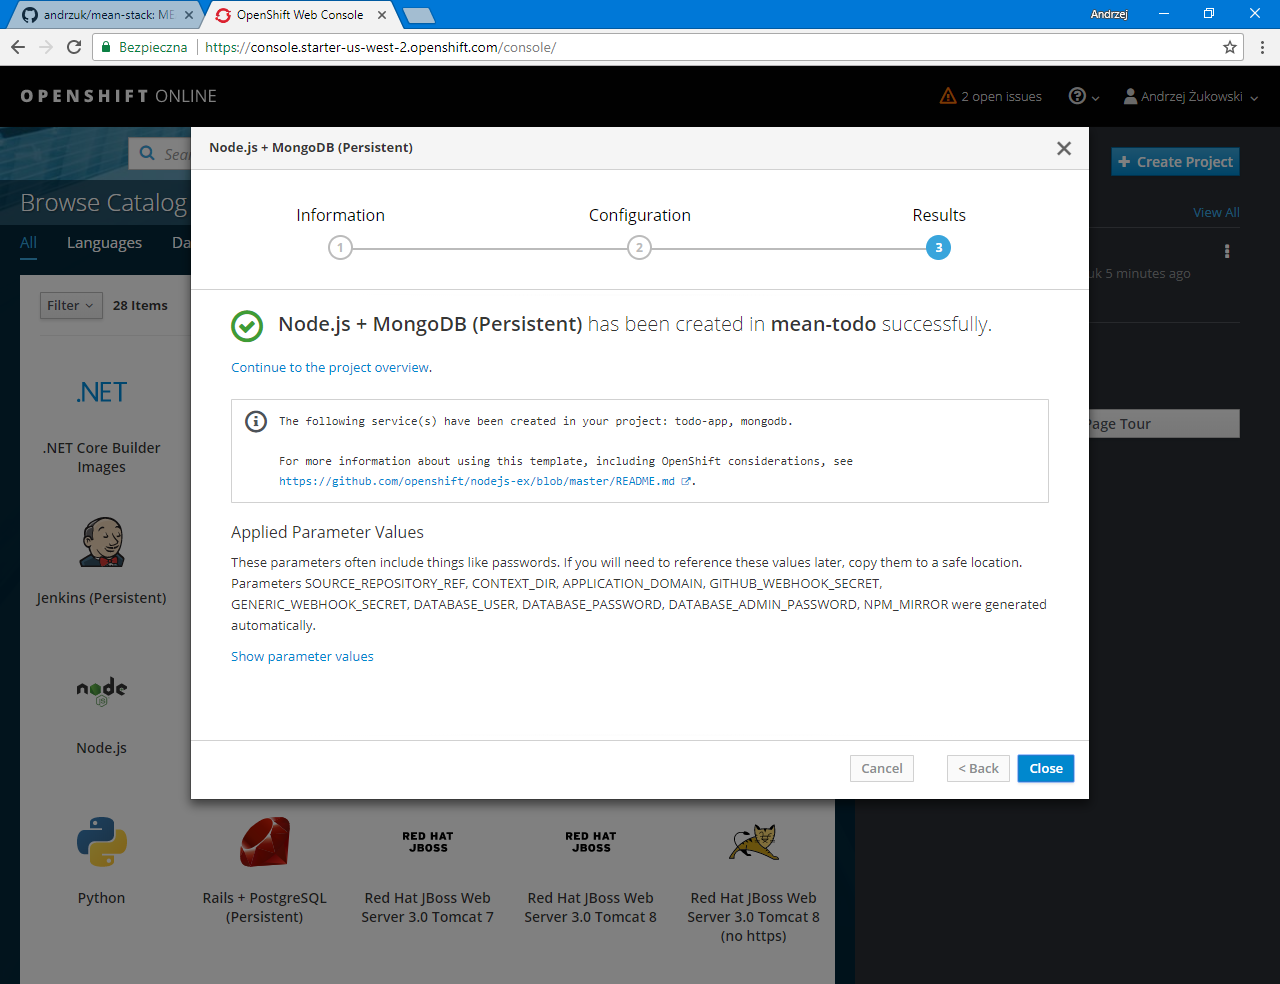 andrzuk/mean-stack: ME
OpenShift Web Console
Andrzej
Bezpieczna
https://console.starter-us-west-2.openshift.com/console/
OPENSHIFT ONLINE
2 open issues
Andrzej Żukowski
Sea
Create Project
Browse Catalog
View All
All
Languages
Da
uk 5 minutes ago
Filter
28 Items
Page Tour
Node.js + MongoDB (Persistent)
Information
Configuration
Results
1
2
3
Node.js + MongoDB (Persistent) has been created in mean-todo successfully.
Continue to the project overview.
The following service(s) have been created in your project: todo-app, mongodb.
For more information about using this template, including OpenShift considerations, see
https://github.com/openshift/nodejs-ex/blob/master/README.md .
Applied Parameter Values
These parameters often include things like passwords. If you will need to reference these values later, copy them to a safe location.
Parameters SOURCE_REPOSITORY_REF, CONTEXT_DIR, APPLICATION_DOMAIN, GITHUB_WEBHOOK_SECRET,
GENERIC_WEBHOOK_SECRET, DATABASE_USER, DATABASE_PASSWORD, DATABASE_ADMIN_PASSWORD, NPM_MIRROR were generated
automatically.
Show parameter values
Cancel
< Back
Close
.NET
.NET Core Builder
Images
Jenkins (Persistent)
node
JS
Node.js
RED HAT
JBOSS
RED HAT
JBOSS
Python
Rails + PostgreSQL
(Persistent)
Red Hat JBoss Web
Server 3.0 Tomcat 7
Red Hat JBoss Web
Server 3.0 Tomcat 8
Red Hat JBoss Web
Server 3.0 Tomcat 8
(no https)